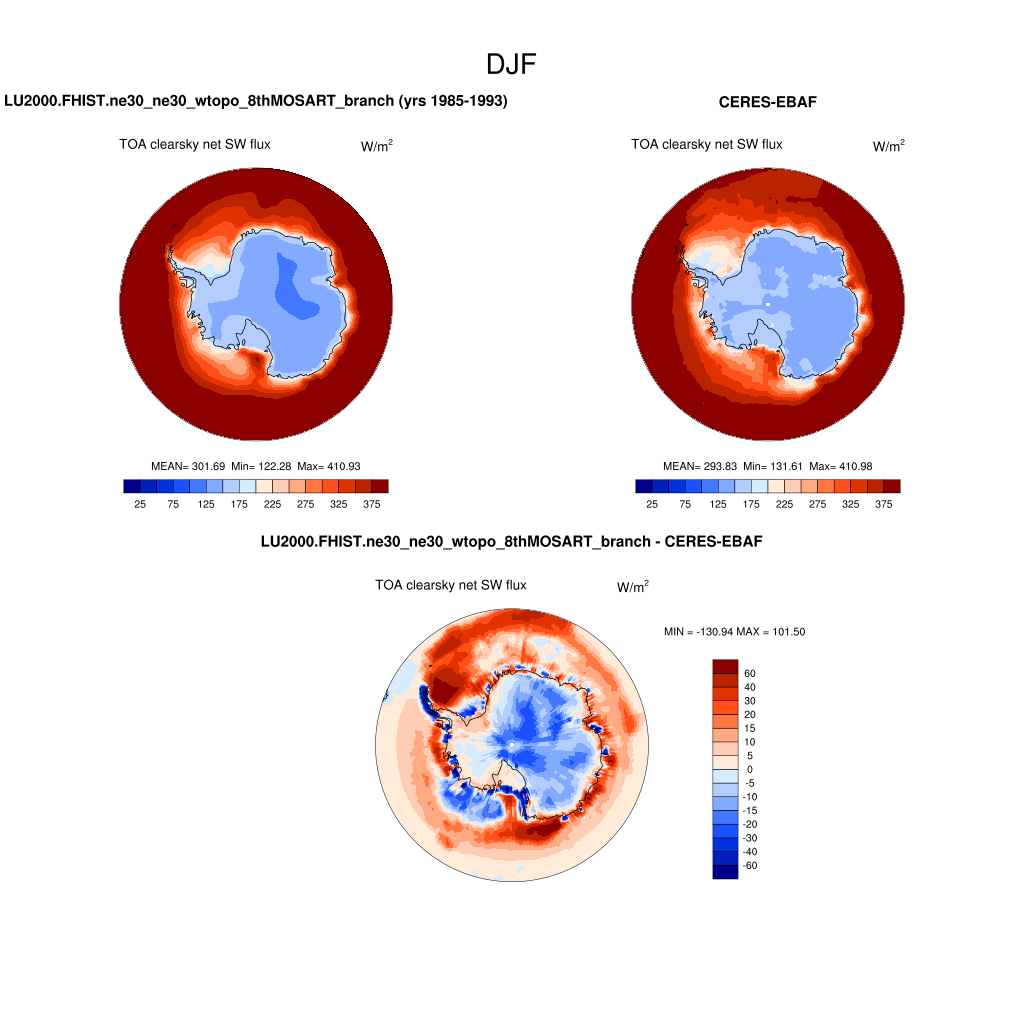 DJF
LU2000.FHIST.ne30_ne30_wtopo_8thMOSART_branch (yrs 1985-1993)
TOA clearsky net SW flux W/m2
MEAN= 301.69 Min= 122.28 Max= 410.93
25 75 125 175 225 275 325 375
CERES-EBAF
TOA clearsky net SW flux W/m2
MEAN= 293.83 Min= 131.61 Max= 410.98
25 75 125 175 225 275 325 375
LU2000.FHIST.ne30_ne30_wtopo_8thMOSART_branch - CERES-EBAF
TOA clearsky net SW flux W/m2
MIN = -130.94 MAX = 101.50
60
40
30
20
15
10
5
0
-5
-10
-15
-20
-30
-40
-60